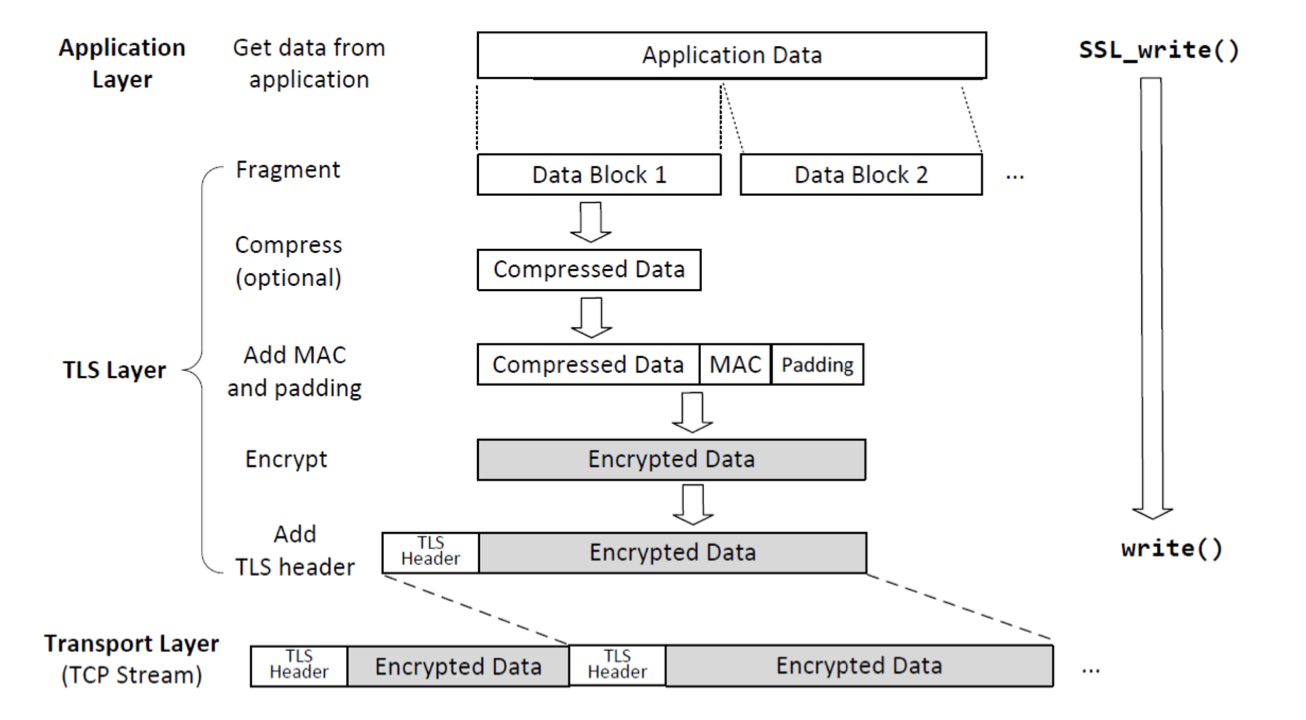 Application
Layer
Get data from
application
Application Data
SSL_write()
Fragment
Data Block 1
Data Block 2
...
Compress
(optional)
Compressed Data
TLS Layer
Add MAC
and padding
Compressed Data
MAC
Padding
Encrypt
Encrypted Data
Add
TLS header
TLS
Header
Encrypted Data
write()
Transport Layer
(TCP Stream)
TLS
Header
Encrypted Data
TLS
Header
Encrypted Data
...